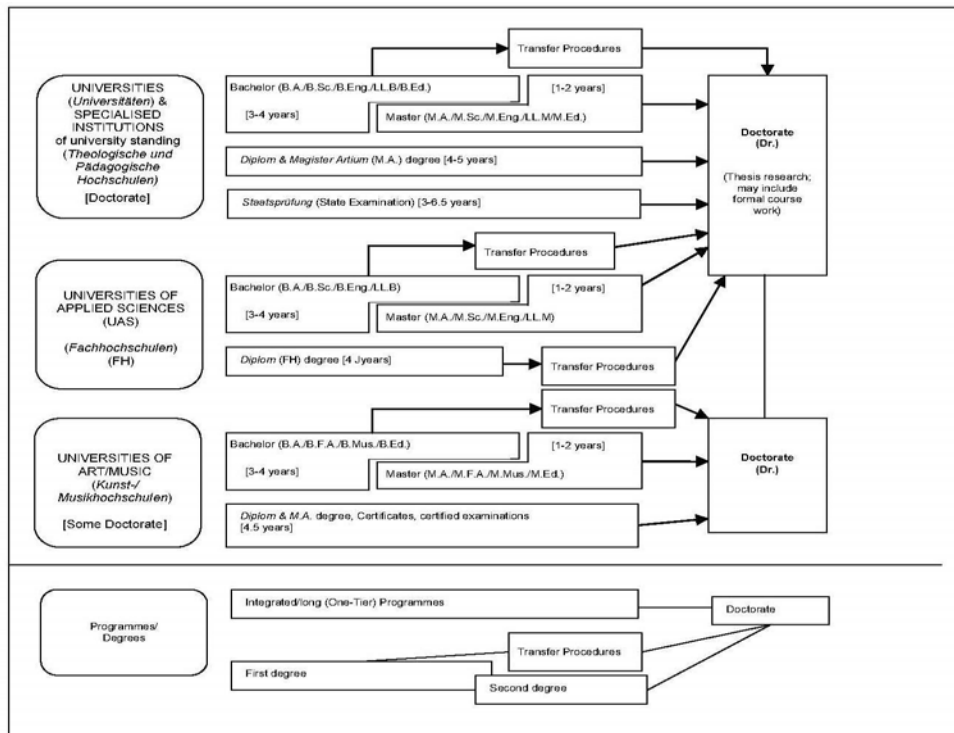 Transfer Procedures
UNIVERSITIES
(Universitäten) &
SPECIALISED
INSTITUTIONS
of university standing
(Theologische und
Pädagogische
Hochschulen)
[Doctorate]
Bachelor (B.A./B.Sc./B.Eng./LL.B/B.Ed.)
[3-4 years]
[1-2 years]
Master (M.A./M.Sc./M.Eng./LL.M/M.Ed.)
Diplom & Magister Artium (M.A.) degree [4-5 years]
Staatsprüfung (State Examination) [3-6.5 years]
Doctorate
(Dr.)
(Thesis research;
may include
formal course
work)
Transfer Procedures
UNIVERSITIES OF
APPLIED SCIENCES
(UAS)
(Fachhochschulen)
(FH)
Bachelor (B.A./B.Sc./B.Eng./LL.B)
[3-4 years]
[1-2 years]
Master (M.A./M.Sc./M.Eng./LL.M)
Diplom (FH) degree [4 Jyears]
Transfer Procedures
Transfer Procedures
UNIVERSITIES OF
ART/MUSIC
(Kunst-/
Musikhochschulen)
[Some Doctorate]
Bachelor (B.A./B.F.A./B.Mus./B.Ed.)
[3-4 years]
[1-2 years]
Master (M.A./M.F.A./M.Mus./M.Ed.)
Diplom & M.A. degree, Certificates, certified examinations
[4.5 years]
Doctorate
(Dr.)
Programmes/
Degrees
Integrated/long (One-Tier) Programmes
Doctorate
Transfer Procedures
First degree
Second degree